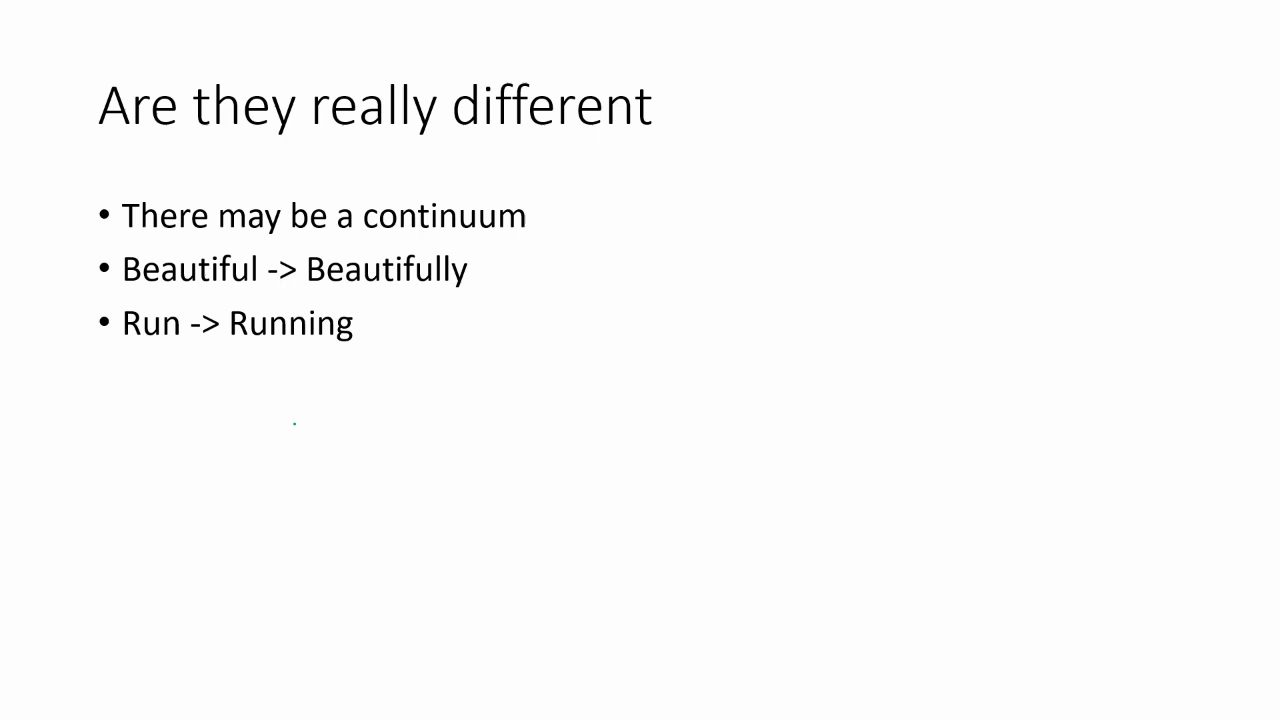 Are they really different
• There may be a continuum
• Beautiful -> Beautifully
• Run -> Running